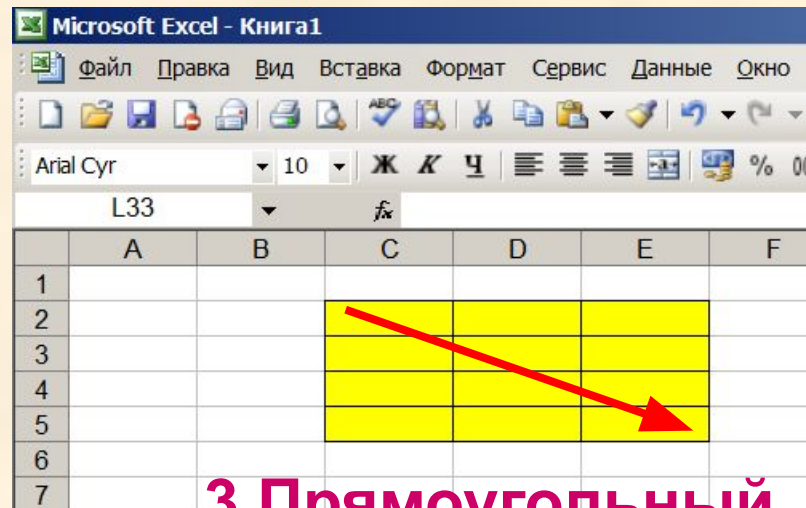 Microsoft Excel - Книга1
Файл Правка Вид Вставка Формат Сервис Данные Окно
ABC
Arial Cyr 10 Ж К Ч %
L33 fx
A B C D E F
1
2
3
4
5
6
7
3.Прямоугольный